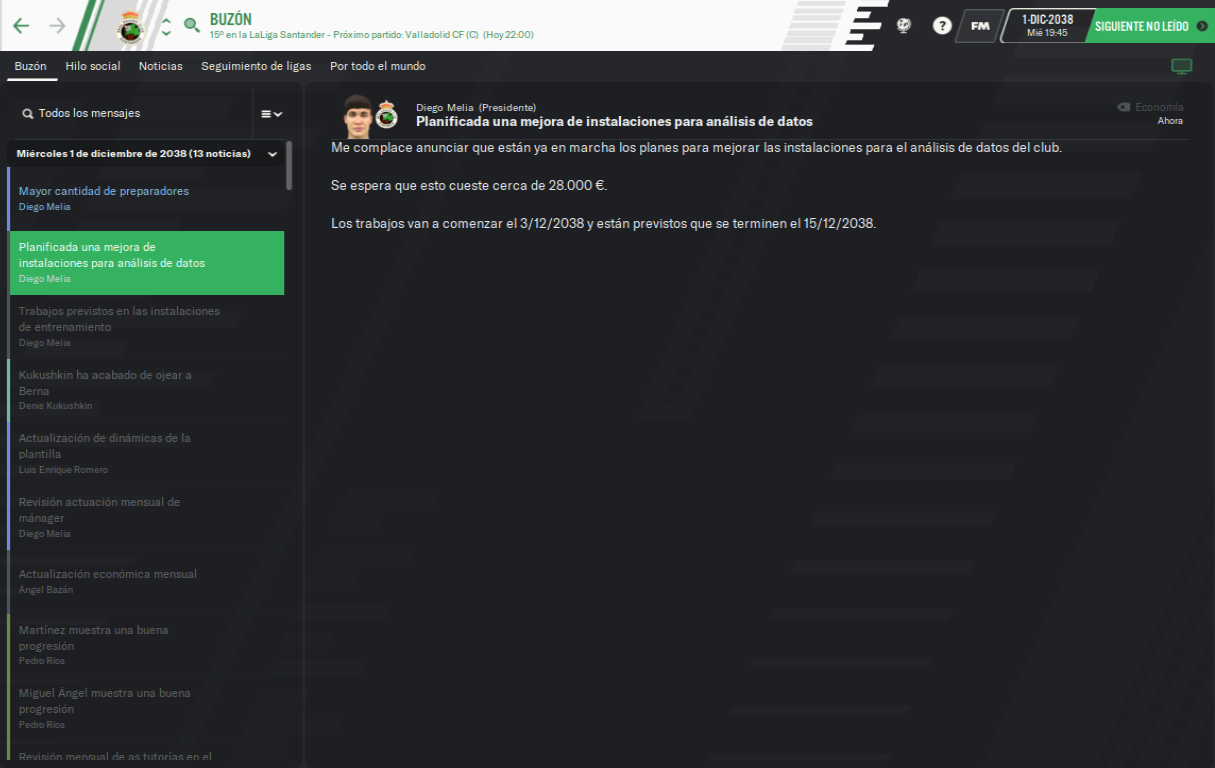 BUZÓN
15º en la LaLiga Santander - Próximo partido: Valladolid CF (C) (Hoy 22:00)
?
FM
1-DIC-2038
Mié 19:45
SIGUIENTE NO LEÍDO
Buzón Hilo social Noticias Seguimiento de ligas Por todo el mundo
Todos los mensajes
Miércoles 1 de diciembre de 2038 (13 noticias)
Mayor cantidad de preparadores
Diego Melia
Planificada una mejora de
instalaciones para análisis de datos
Diego Melia
Trabajos previstos en las instalaciones
de entrenamiento
Diego Melia
Kukushkin ha acabado de ojear a
Berna
Denis Kukushkin
Actualización de dinámicas de la
plantilla
Luis Enrique Romero
Revisión actuación mensual de
mánager
Diego Melia
Actualización económica mensual
Ángel Bazán
Martínez muestra una buena
progresión
Pedro Ríos
Miguel Ángel muestra una buena
progresión
Pedro Ríos
Revisión mensual de as tutorías en el
Diego Melia (Presidente)
Planificada una mejora de instalaciones para análisis de datos
Economía
Ahora
Me complace anunciar que están ya en marcha los planes para mejorar las instalaciones para el análisis de datos del club.
Se espera que esto cueste cerca de 28.000 €.
Los trabajos van a comenzar el 3/12/2038 y están previstos que se terminen el 15/12/2038.